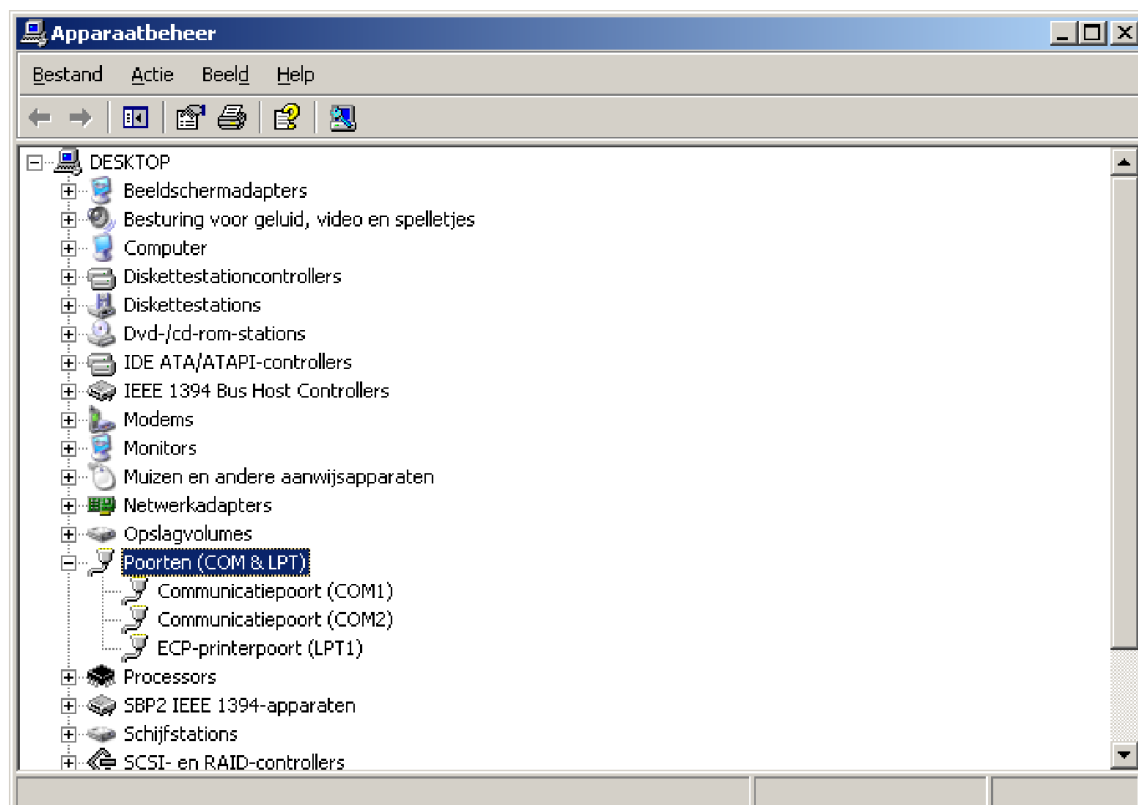 Apparaatbeheer
Bestand Actie Beeld Help
DESKTOP
Beeldschermadapters
Besturing voor geluid, video en spelletjes
Computer
Diskettestationcontrollers
Diskettestations
Dvd-/cd-rom-stations
IDE ATA/ATAPI-controllers
IEEE 1394 Bus Host Controllers
Modems
Monitors
Muizen en andere aanwijsapparaten
Netwerkadapters
Opslagvolumes
Poorten (COM & LPT)
Communicatiepoort (COM1)
Communicatiepoort (COM2)
ECP-printerpoort (LPT1)
Processors
SBP2 IEEE 1394-apparaten
Schijfstations
SCSI- en RAID-controllers